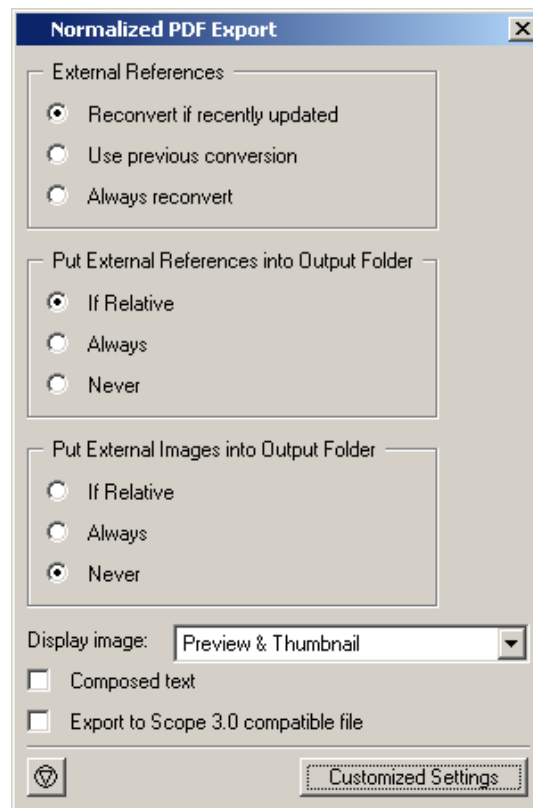 Normalized PDF Export
External References
Reconvert if recently updated
Use previous conversion
Always reconvert
Put External References into Output Folder
If Relative
Always
Never
Put External Images into Output Folder
If Relative
Always
Never
Display image: Preview & Thumbnail
Composed text
Export to Scope 3.0 compatible file
Customized Settings